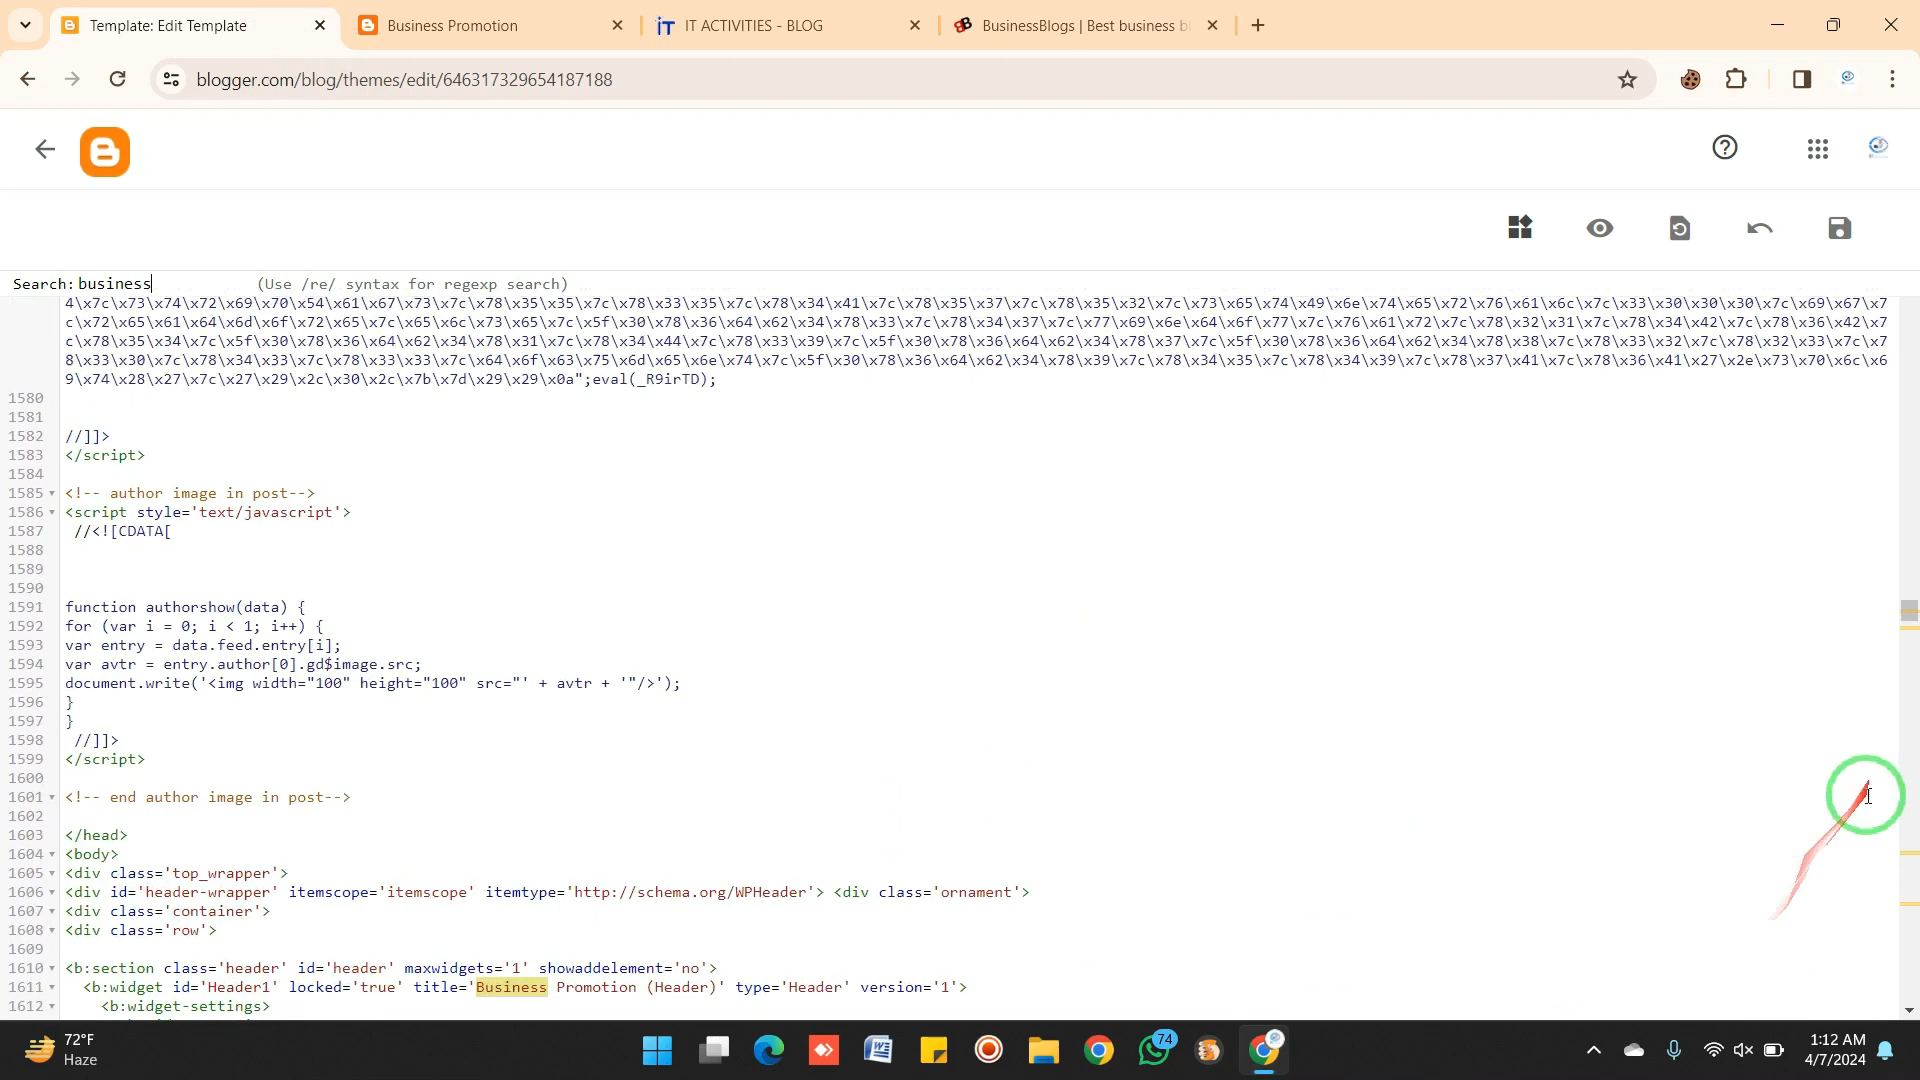 Template: Edit Template
Business Promotion
IT ACTIVITIES - BLOG
BusinessBlogs | Best business bl
blogger.com/blog/themes/edit/646317329654187188
Search: business (Use /re/ syntax for regexp search)
4\x7c\x73\x74\x72\x69\x70\x54\x61\x67\x73\x7c\x78\x35\x35\x7c\x78\x33\x35\x7c\x78\x34\x41\x7c\x78\x35\x37\x7c\x78\x35\x32\x7c\x73\x65\x74\x49\x6e\x74\x65\x72\x76\x61\x6c\x7c\x33\x30\x30\x30\x7c\x69\x67\x7
c\x72\x65\x61\x64\x6d\x6f\x72\x65\x7c\x65\x6c\x73\x65\x7c\x5f\x30\x78\x36\x64\x62\x34\x78\x33\x7c\x78\x34\x37\x7c\x77\x69\x6e\x64\x6f\x77\x7c\x76\x61\x72\x7c\x78\x32\x31\x7c\x78\x34\x42\x7c\x78\x36\x42\x7
c\x78\x35\x34\x7c\x5f\x30\x78\x36\x64\x62\x34\x78\x31\x7c\x78\x34\x44\x7c\x78\x33\x39\x7c\x5f\x30\x78\x36\x64\x62\x34\x78\x37\x7c\x5f\x30\x78\x36\x64\x62\x34\x78\x38\x7c\x78\x33\x32\x7c\x78\x32\x33\x7c\x7
8\x33\x30\x7c\x78\x34\x33\x7c\x78\x33\x33\x7c\x64\x6f\x63\x75\x6d\x65\x6e\x74\x7c\x5f\x30\x78\x36\x64\x62\x34\x78\x39\x7c\x78\x34\x35\x7c\x78\x34\x39\x7c\x78\x37\x41\x7c\x78\x36\x41\x27\x2e\x73\x70\x6c\x6
9\x74\x28\x27\x7c\x27\x29\x2c\x30\x2c\x7b\x7d\x29\x29\x0a";eval(_R9irTD);
1580
1581
1582 //]]>
1583 </script>
1584
1585 <!-- author image in post-->
1586 <script style='text/javascript'>
1587 //<![CDATA[
1588
1589
1590
1591 function authorshow(data) {
1592 for (var i = 0; i < 1; i++) {
1593 var entry = data.feed.entry[i];
1594 var avtr = entry.author[0].gd$image.src;
1595 document.write('<img width="100" height="100" src="' + avtr + '"/>');
1596 }
1597 }
1598 //]]>
1599 </script>
1600
1601 <!-- end author image in post-->
1602
1603 </head>
1604 <body>
1605 <div class='top_wrapper'>
1606 <div id='header-wrapper' itemscope='itemscope' itemtype='http://schema.org/WPHeader'> <div class='ornament'>
1607 <div class='container'>
1608 <div class='row'>
1609
1610 <b:section class='header' id='header' maxwidgets='1' showaddelement='no'>
1611 <b:widget id='Header1' locked='true' title='Business Promotion (Header)' type='Header' version='1'>
1612 <b:widget-settings>
72°F
Haze
74
1:12 AM
4/7/2024